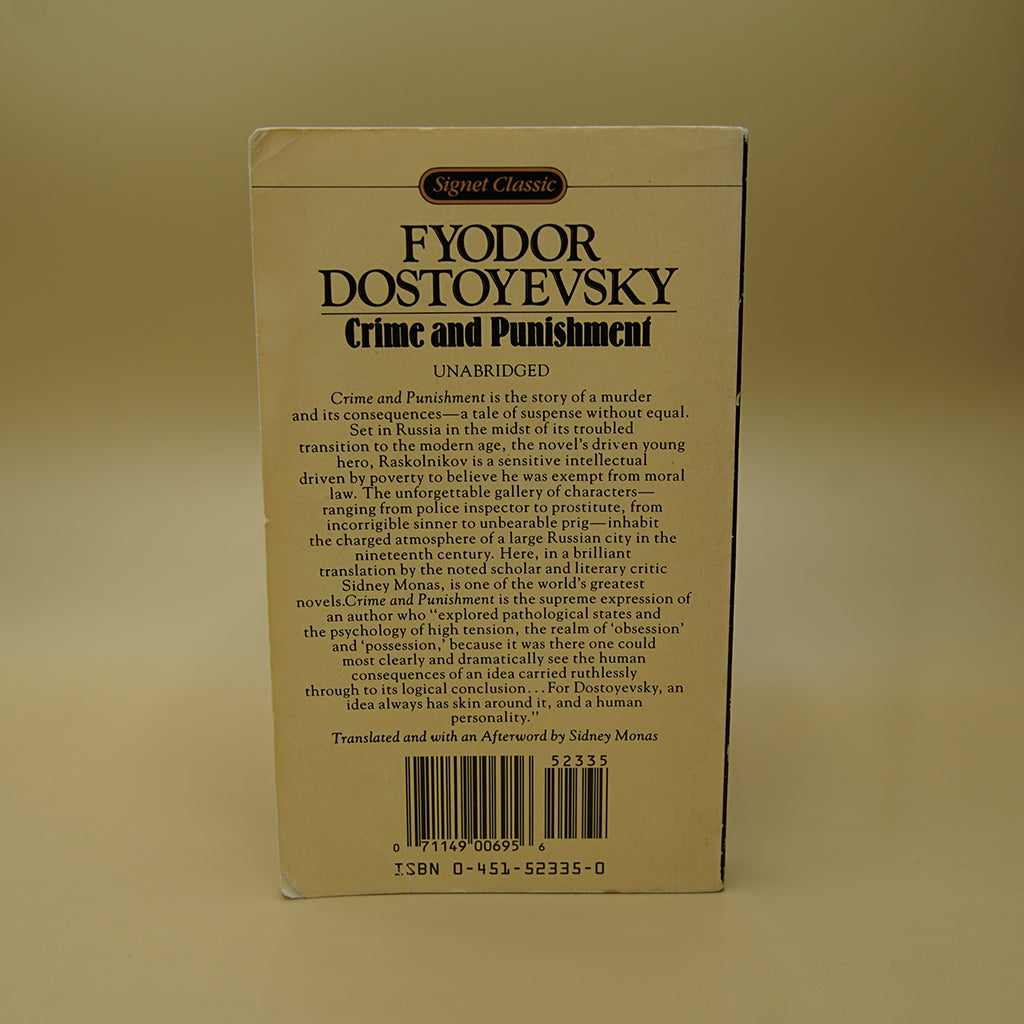 Signet Classic
FYODOR
DOSTOYEVSKY
Crime and Punishment
UNABRIDGED
Crime and Punishment is the story of a murder
and its consequences—a tale of suspense without equal.
Set in Russia in the midst of its troubled
transition to the modern age, the novel's driven young
hero, Raskolnikov is a sensitive intellectual
driven by poverty to believe he was exempt from moral
law. The unforgettable gallery of characters—
ranging from police inspector to prostitute, from
incorrigible sinner to unbearable prig—inhabit
the charged atmosphere of a large Russian city in the
nineteenth century. Here, in a brilliant
translation by the noted scholar and literary critic
Sidney Monas, is one of the world's greatest
novels.Crime and Punishment is the supreme expression of
an author who "explored pathological states and
the psychology of high tension, the realm of 'obsession'
and 'possession,' because it was there one could
most clearly and dramatically see the human
consequences of an idea carried ruthlessly
through to its logical conclusion...For Dostoyevsky, an
idea always has skin around it, and a human
personality."
Translated and with an Afterword by Sidney Monas
52335
0 71149 00695 6
ISBN 0-451-52335-0